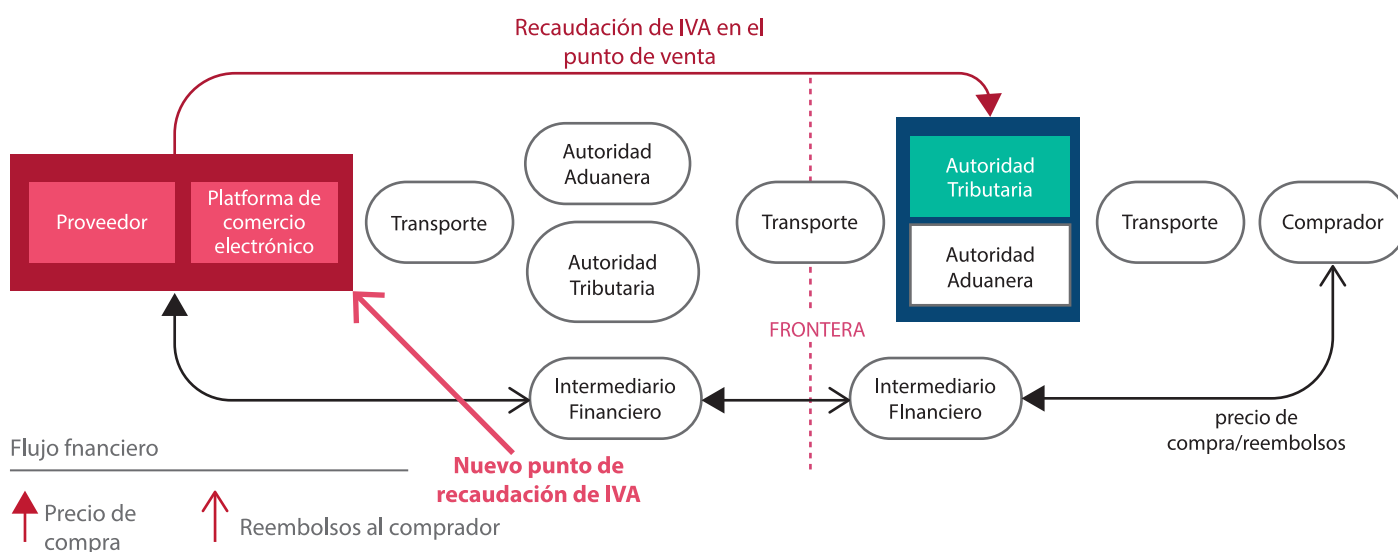 Recaudación de IVA en el
punto de venta
Proveedor
Platforma de
comercio
electrónico
Transporte
Autoridad
Aduanera
Autoridad
Tributaria
Transporte
Autoridad
Tributaria
Autoridad
Aduanera
Transporte
Comprador
FRONTERA
Intermediario
Financiero
Intermediario
FInanciero
precio de
compra/reembolsos
Nuevo punto de
recaudación de IVA
Flujo fnanciero
Precio de
compra
Reembolsos al comprador